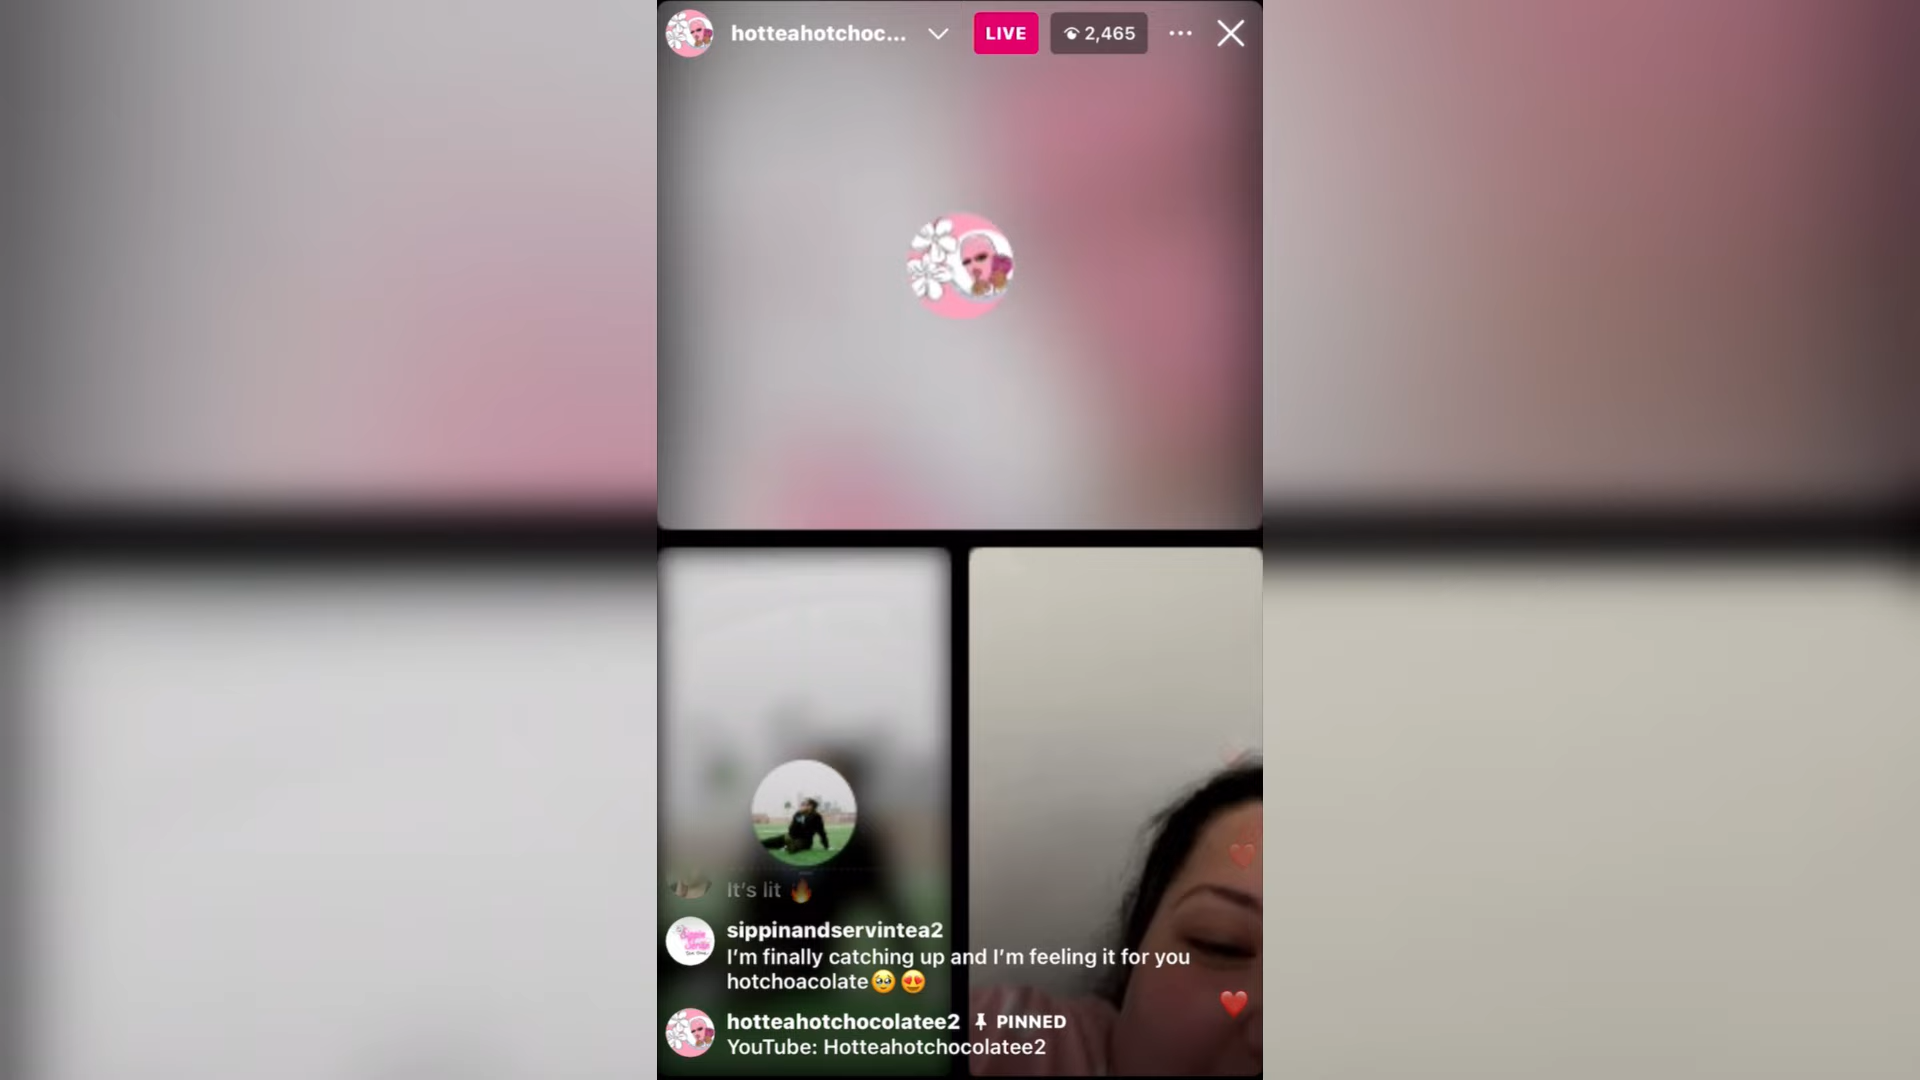 hotteahotchoc...
LIVE
2,465
It's lit 🔥
sippinandservintea2
I'm finally catching up and I'm feeling it for you
hotchoacolate🥹😍
hotteahotchocolatee2 PINNED
YouTube: Hotteahotchocolatee2